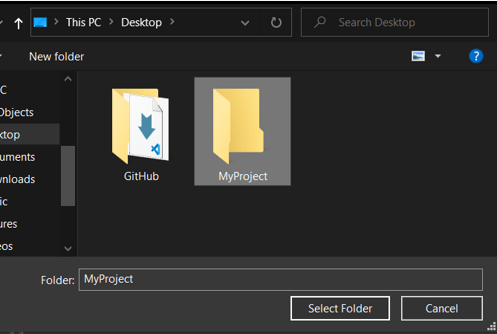 This PC > Desktop >
Search Desktop
New folder
?
C
Objects
ktop
uments
wnloads
ic
ures
eos
GitHub
MyProject
Folder: MyProject
Select Folder
Cancel